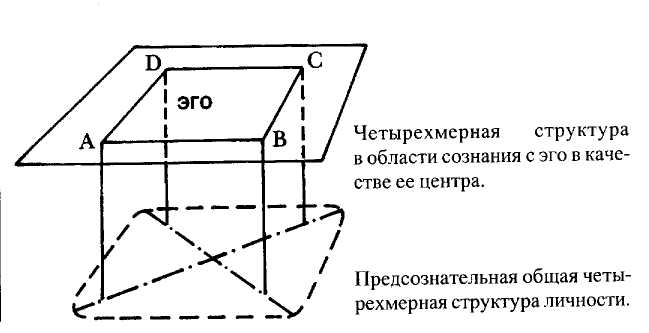 D
C
эго
A
B
Четырехмерная структура
в области сознания с эго в каче-
стве ее центра.
Предсознательная общая четы-
рехмерная структура личности.